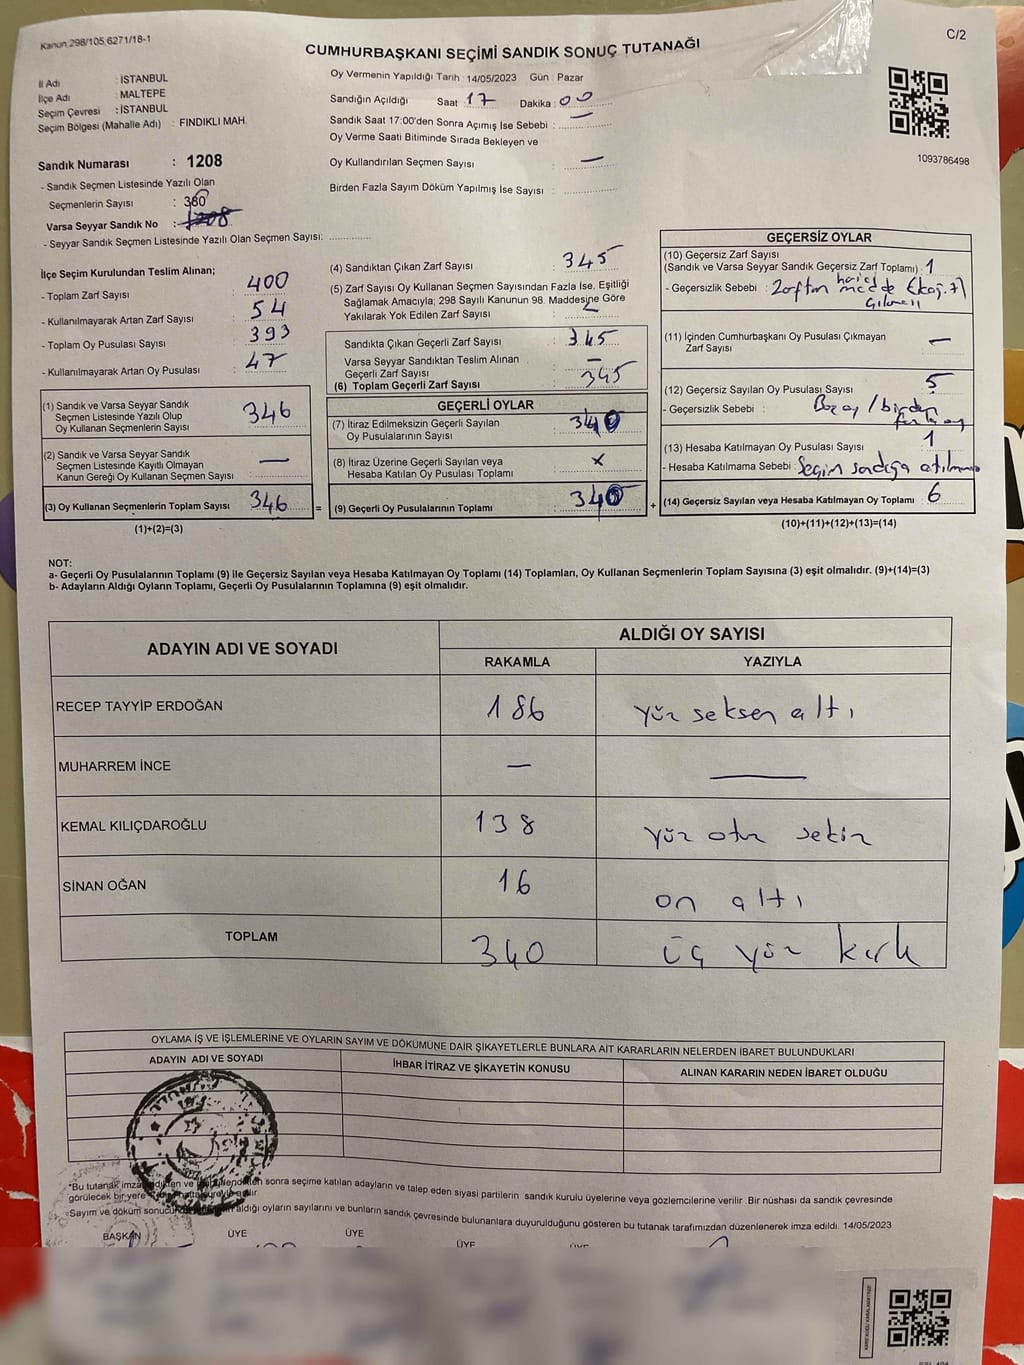 Kanun 298/105,6271/18-1
C/2
CUMHURBAŞKANI SEÇİMİ SANDIK SONUÇ TUTANAĞI
İl Adı : İSTANBUL
İlçe Adı : MALTEPE
Seçim Çevresi : İSTANBUL
Seçim Bölgesi (Mahalle Adı) : FINDIKLI MAH.
Sandık Numarası : 1208
- Sandık Seçmen Listesinde Yazılı Olan
Seçmenlerin Sayısı : 380
Varsa Seyyar Sandık No :
- Seyyar Sandık Seçmen Listesinde Yazılı Olan Seçmen Sayısı: ..............
Oy Vermenin Yapıldığı Tarih : 14/05/2023 Gün : Pazar
Sandığın Açıldığı Saat : 17 Dakika : 00
Sandık Saat 17:00'den Sonra Açımış İse Sebebi : —
Oy Verme Saati Bitiminde Sırada Bekleyen ve
Oy Kullandırılan Seçmen Sayısı —
Birden Fazla Sayım Döküm Yapılmış İse Sayısı : ..............
1093786498
İlçe Seçim Kurulundan Teslim Alınan;
- Toplam Zarf Sayısı : 400
- Kullanılmayarak Artan Zarf Sayısı : 54
- Toplam Oy Pusulası Sayısı : 393
- Kullanılmayarak Artan Oy Pusulası : 47
(1) Sandık ve Varsa Seyyar Sandık
Seçmen Listesinde Yazılı Olup
Oy Kullanan Seçmenlerin Sayısı : 346
(2) Sandık ve Varsa Seyyar Sandık
Seçmen Listesinde Kayıtlı Olmayan
Kanun Gereği Oy Kullanan Seçmen Sayısı : —
(3) Oy Kullanan Seçmenlerin Toplam Sayısı : 346 =
(1)+(2)=(3)
(4) Sandıktan Çıkan Zarf Sayısı : 345
(5) Zarf Sayısı Oy Kullanan Seçmen Sayısından Fazla İse, Eşitliği
Sağlamak Amacıyla; 298 Sayılı Kanunun 98. Maddesine Göre
Yakılarak Yok Edilen Zarf Sayısı :
Sandıkta Çıkan Geçerli Zarf Sayısı : 345
Varsa Seyyar Sandıktan Teslim Alınan
Geçerli Zarf Sayısı : —
(6) Toplam Geçerli Zarf Sayısı : 345
GEÇERLİ OYLAR
(7) İtiraz Edilmeksizin Geçerli Sayılan
Oy Pusulalarının Sayısı : 340
(8) İtiraz Üzerine Geçerli Sayılan veya
Hesaba Katılan Oy Pusulası Toplamı : x
(9) Geçerli Oy Pusulalarının Toplamı : 340 +
GEÇERSİZ OYLAR
(10) Geçersiz Zarf Sayısı
(Sandık ve Varsa Seyyar Sandık Geçersiz Zarf Toplamı) : 1
- Geçersizlik Sebebi : Zarftan harici madde çıkması
(11) İçinden Cumhurbaşkanı Oy Pusulası Çıkmayan
Zarf Sayısı : —
(12) Geçersiz Sayılan Oy Pusulası Sayısı : 5
- Geçersizlik Sebebi : Boş oy / birden fazla oy
(13) Hesaba Katılmayan Oy Pusulası Sayısı : 1
- Hesaba Katılmama Sebebi :
(14) Geçersiz Sayılan veya Hesaba Katılmayan Oy Toplamı : 6
(10)+(11)+(12)+(13)=(14)
NOT:
a- Geçerli Oy Pusulalarının Toplamı (9) ile Geçersiz Sayılan veya Hesaba Katılmayan Oy Toplamı (14) Toplamları, Oy Kullanan Seçmenlerin Toplam Sayısına (3) eşit olmalıdır. (9)+(14)=(3)
b- Adayların Aldığı Oyların Toplamı, Geçerli Oy Pusulalarının Toplamına (9) eşit olmalıdır.
ADAYIN ADI VE SOYADI
ALDIĞI OY SAYISI
RAKAMLA YAZIYLA
RECEP TAYYİP ERDOĞAN 186 yüz seksen altı
MUHARREM İNCE — —
KEMAL KILIÇDAROĞLU 138 yüz otuz sekiz
SİNAN OĞAN 16 on altı
TOPLAM 340 üç yüz kırk
OYLAMA İŞ VE İŞLEMLERİNE VE OYLARIN SAYIM VE DÖKÜMÜNE DAİR ŞİKAYETLERLE BUNLARA AİT KARARLARIN NELERDEN İBARET BULUNDUKLARI
ADAYIN ADI VE SOYADI İHBAR İTİRAZ VE ŞİKAYETİN KONUSU ALINAN KARARIN NEDEN İBARET OLDUĞU
*Bu tutanak sonra seçime katılan adayların ve talep eden siyasi partilerin sandık kurulu üyelerine veya gözlemcilerine verilir .Bir nüshası da sandık çevresinde
görülecek bir yere
*Sayım ve döküm aldığı oyların sayılarını ve bunların sandık çevresinde bulunanlara duyurulduğunu gösteren bu tutanak tarafımızdan düzenlenerek imza edildi. 14/05/2023
BAŞKAN ÜYE ÜYE ÜYE